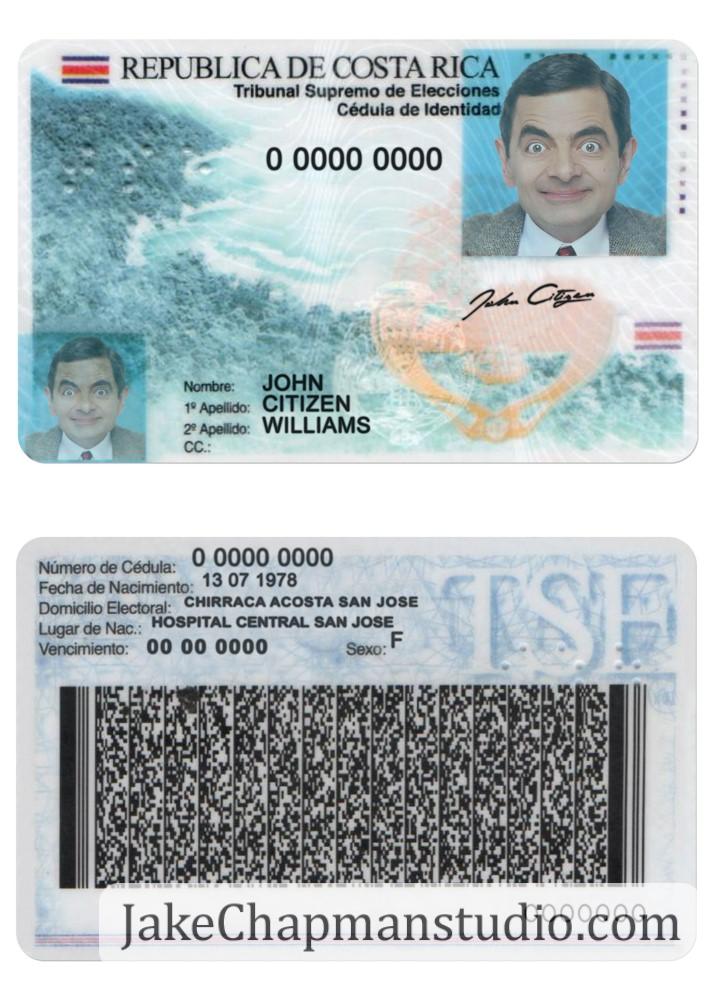 REPUBLICA DE COSTA RICA
Tribunal Supremo de Elecciones
Cédula de Identidad
0 0000 0000
John Citizen
Nombre: JOHN
1º Apellido: CITIZEN
2º Apellido: WILLIAMS
CC.:
Número de Cédula: 0 0000 0000
Fecha de Nacimiento: 13 07 1978
Domicilio Electoral: CHIRRACA ACOSTA SAN JOSE
Lugar de Nac.: HOSPITAL CENTRAL SAN JOSE
Vencimiento: 00 00 0000 Sexo: F
TSE
0000000
JakeChapmanstudio.com